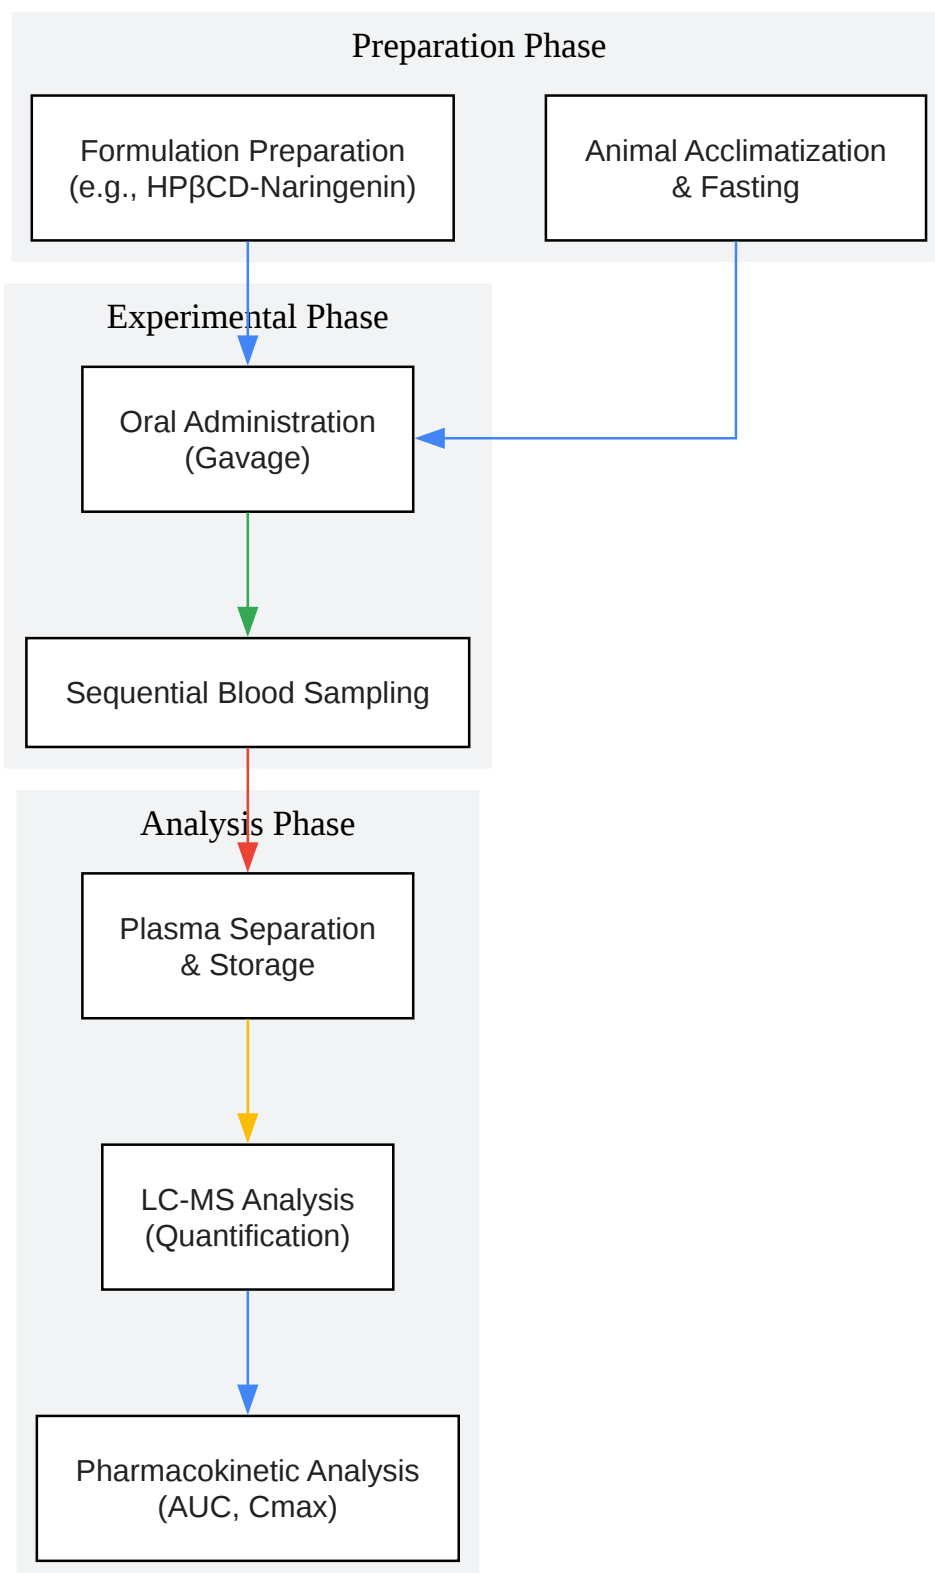 Preparation Phase
Formulation Preparation
(e.g., HPβCD-Naringenin)
Animal Acclimatization
& Fasting
Experimental Phase
Oral Administration
(Gavage)
Sequential Blood Sampling
Analysis Phase
Plasma Separation
& Storage
LC-MS Analysis
(Quantification)
Pharmacokinetic Analysis
(AUC, Cmax)